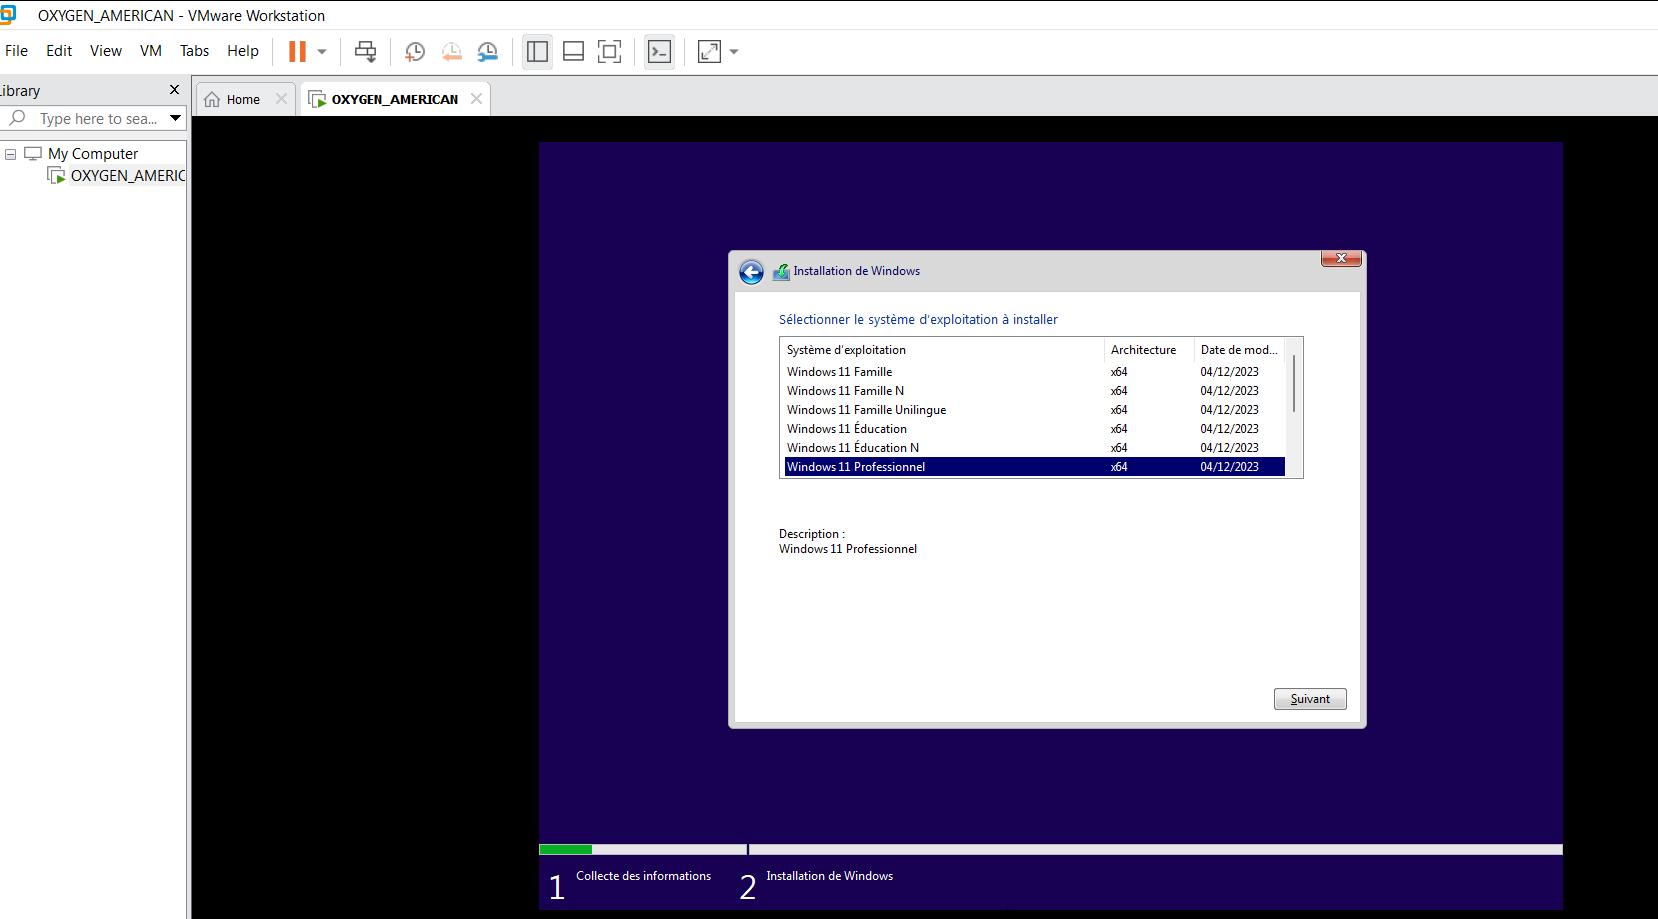 OXYGEN_AMERICAN - VMware Workstation
File Edit View VM Tabs Help
Library
Home OXYGEN_AMERICAN
Type here to sea...
My Computer
OXYGEN_AMERIC
Installation de Windows
Sélectionner le système d'exploitation à installer
Système d'exploitation Architecture Date de mod...
Windows 11 Famille x64 04/12/2023
Windows 11 Famille N x64 04/12/2023
Windows 11 Famille Unilingue x64 04/12/2023
Windows 11 Éducation x64 04/12/2023
Windows 11 Éducation N x64 04/12/2023
Windows 11 Professionnel x64 04/12/2023
Description :
Windows 11 Professionnel
Suivant
1 Collecte des informations 2 Installation de Windows